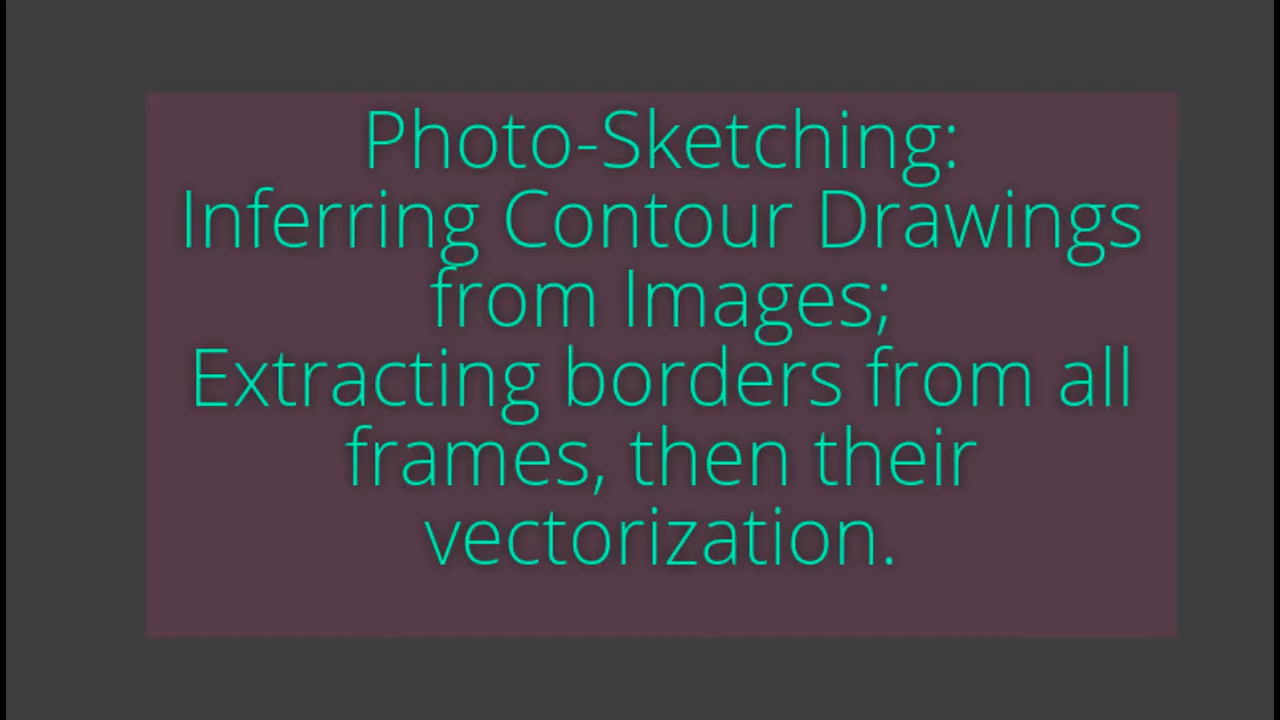 Photo-Sketching:
Inferring Contour Drawings
from Images;
Extracting borders from all
frames, then their
vectorization.